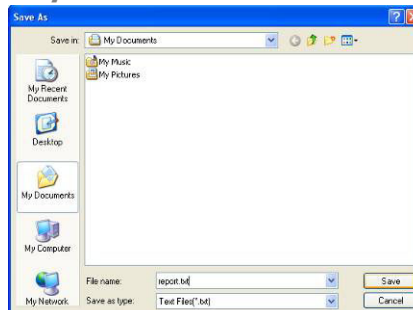 Save As
Save in: My Documents
My Music
My Pictures
My Recent
Documents
Desktop
My Documents
My Computer
My Network
File name: report.txt
Save
Save as type: Text Files(*.txt)
Cancel